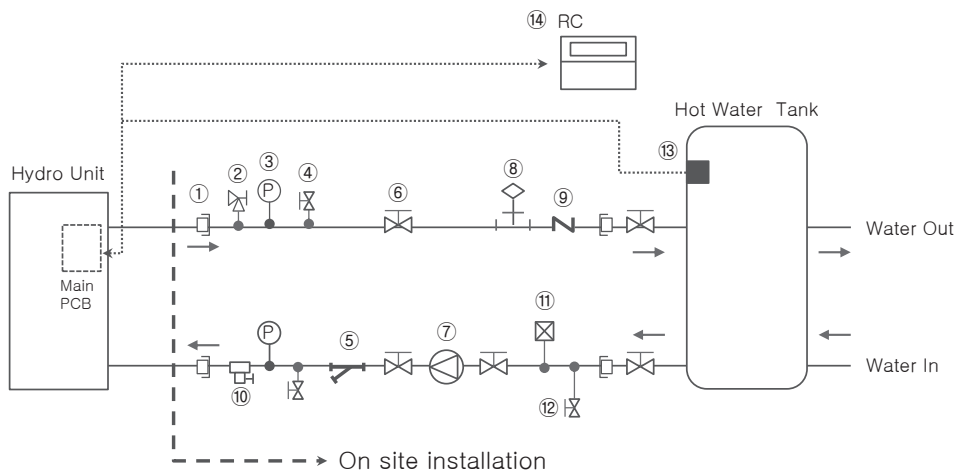 ⑭ RC
Hot Water Tank
⑬
Hydro Unit
① ② ③ ④ ⑥ ⑧ ⑨
P
Water Out
Main
PCB
⑪
P ⑤ ⑦
Water In
⑩ ⑫
On site installation